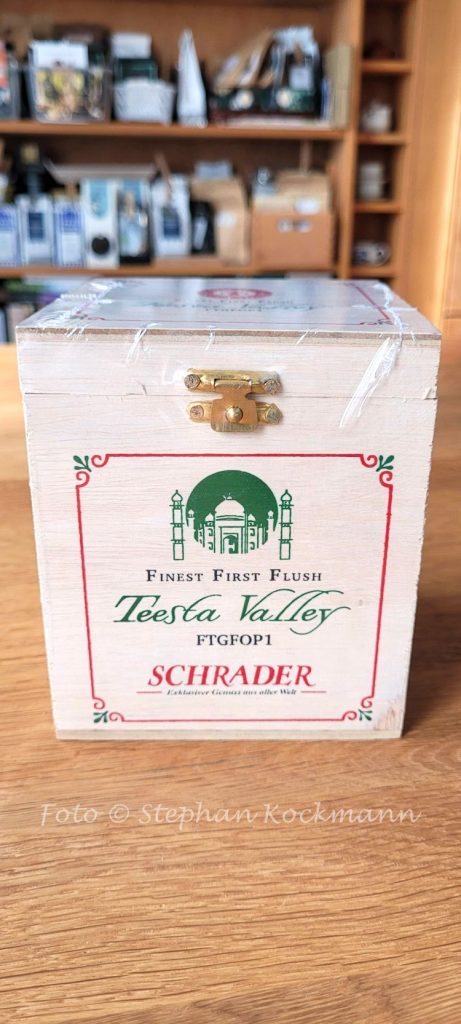 FINEST FIRST FLUSH
Teesta Valley
FTGFOP1
SCHRADER
Exklusiver Genuss aus aller Welt
Foto © Stephan Kockmann